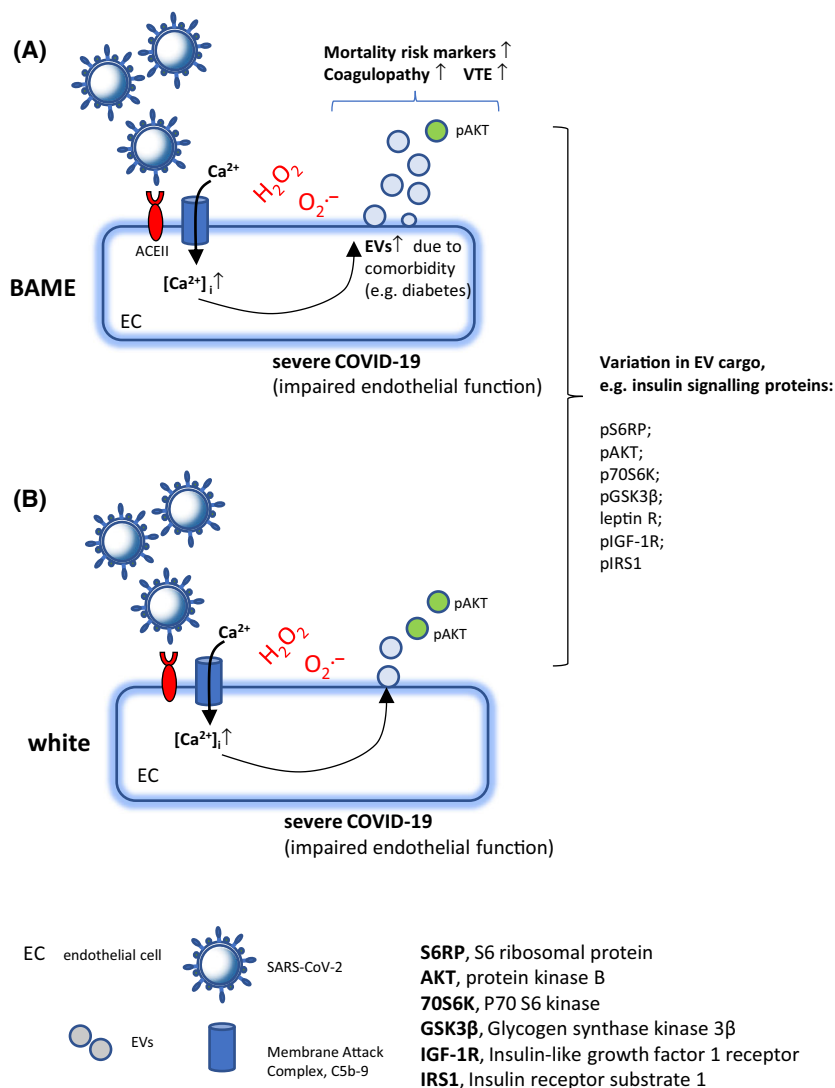 (A)
Mortality risk markers ↑
Coagulopathy ↑ VTE ↑
pAKT
Ca²⁺
H₂O₂
O₂·–
ACEII
EVs↑ due to
comorbidity
(e.g. diabetes)
[Ca²⁺]ᵢ↑
BAME
EC
severe COVID-19
(impaired endothelial function)
Variation in EV cargo,
e.g. insulin signalling proteins:
pS6RP;
pAKT;
p70S6K;
pGSK3β;
leptin R;
pIGF-1R;
pIRS1
(B)
pAKT
pAKT
Ca²⁺
H₂O₂
O₂·–
[Ca²⁺]ᵢ↑
white
EC
severe COVID-19
(impaired endothelial function)
EC endothelial cell
SARS-CoV-2
EVs
Membrane Attack
Complex, C5b-9
S6RP, S6 ribosomal protein
AKT, protein kinase B
70S6K, P70 S6 kinase
GSK3β, Glycogen synthase kinase 3β
IGF-1R, Insulin-like growth factor 1 receptor
IRS1, Insulin receptor substrate 1